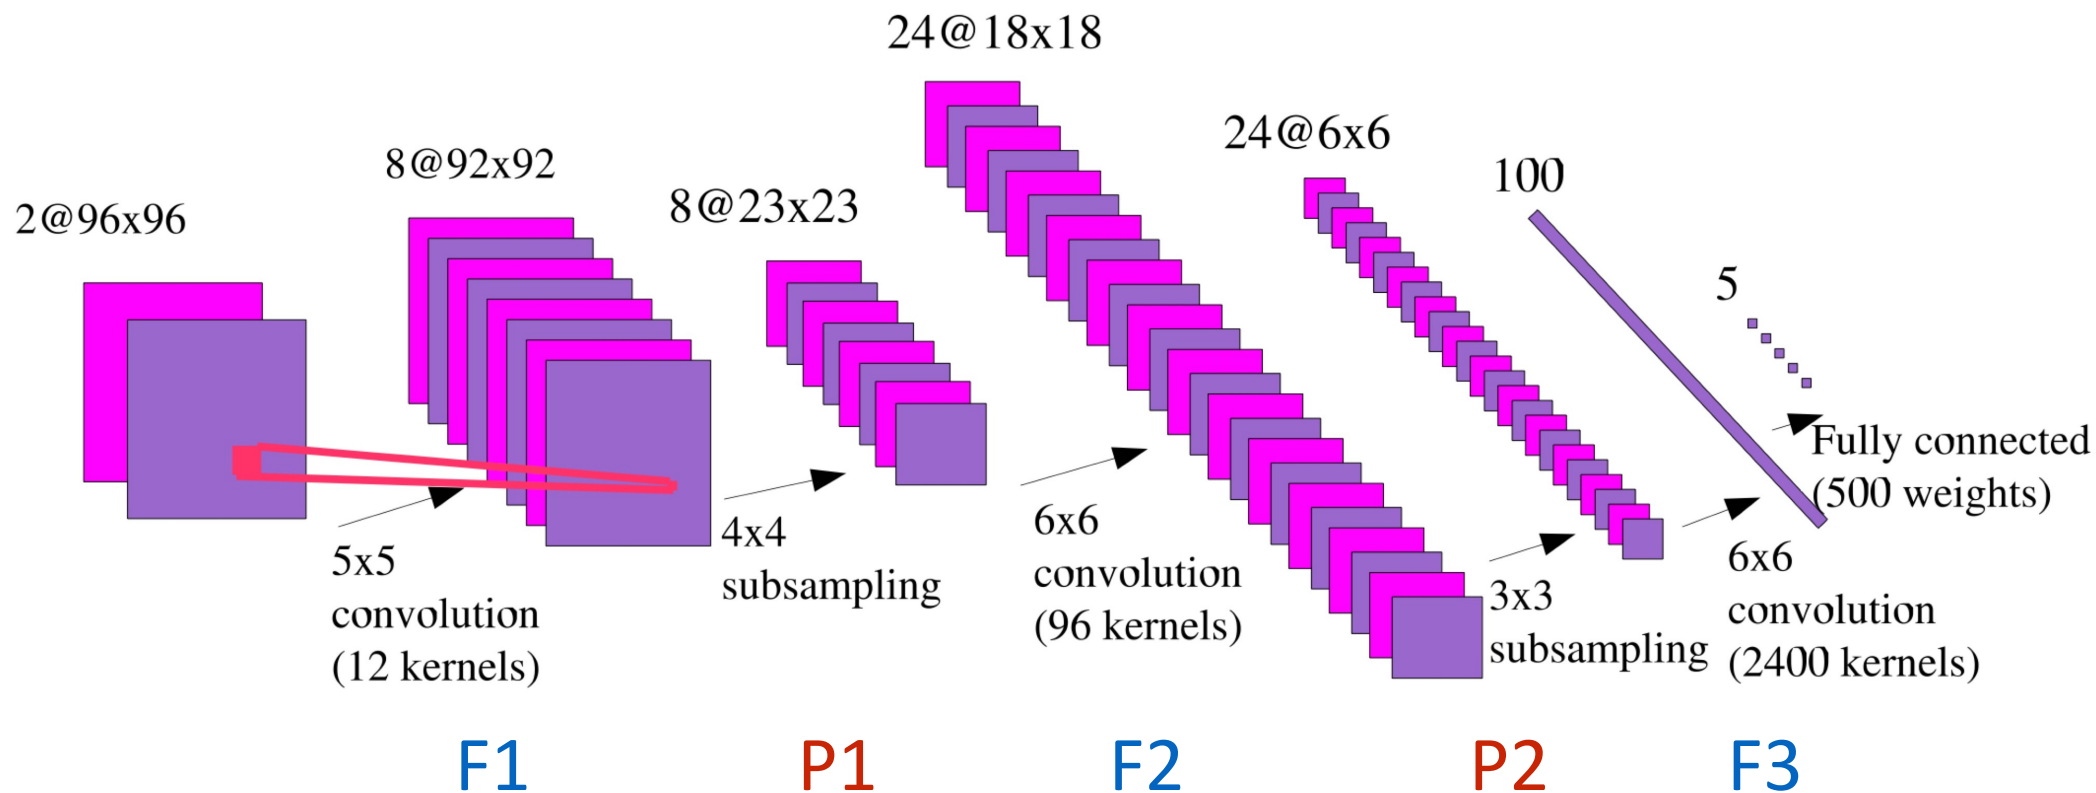 2@96x96
8@92x92
8@23x23
24@18x18
24@6x6
100
5
5x5
convolution
(12 kernels)
4x4
subsampling
6x6
convolution
(96 kernels)
3x3
subsampling
6x6
convolution
(2400 kernels)
Fully connected
(500 weights)
F1
P1
F2
P2
F3